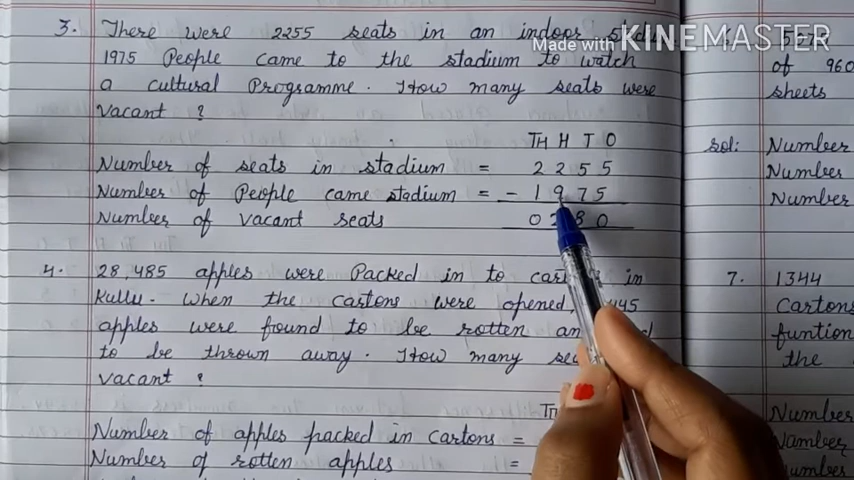 3. There were 2255 seats in an indoor
1975 People came to the stadium to watch
a cultural Programme. How many seats were
vacant ?
TH H T O
Number of seats in stadium = 2 2 5 5
Number of People came stadium = - 1 9 7 5
Number of vacant seats 0 2 8 0
4. 28,485 apples were Packed in to in
Kullu. When the cartons were opened,
apples were found to be rotten
to be thrown away. How many
vacant ?
Number of apples packed in cartons =
Number of rotten apples =
Made with KINEMASTER
of 960
sheets
Sol: Number
Number
Number
7. 1344
Cartons
funtion
the
Number
Number
Number